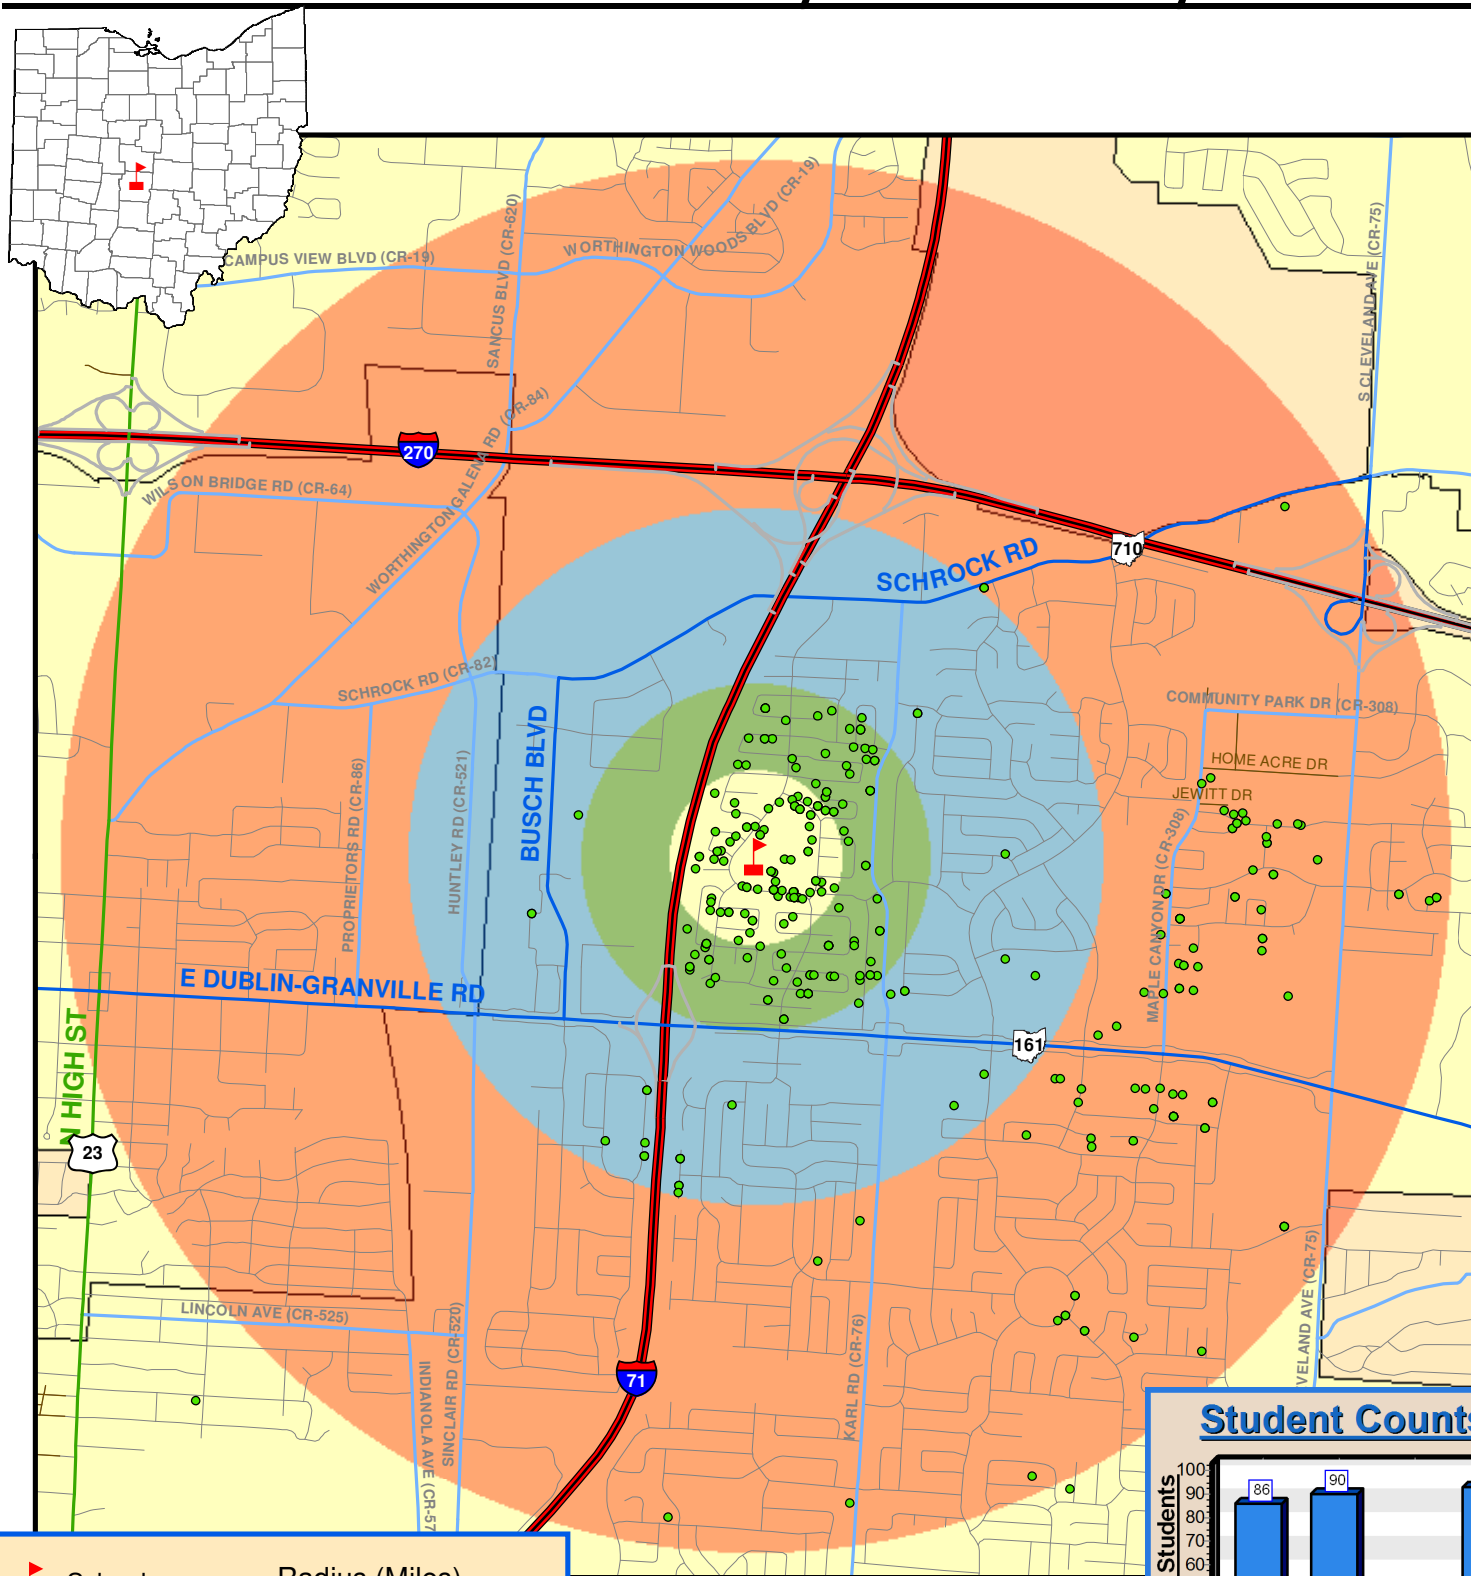 WORTHINGTON WOODS BLVD (CR-19)
CAMPUS VIEW BLVD (CR-19)
SANCUS BLVD (CR-620)
S CLEVELAND AVE (CR-75)
270
WILSON BRIDGE RD (CR-64)
WORTHINGTON GALENA RD (CR-84)
SCHROCK RD
710
SCHROCK RD (CR-82)
COMMUNITY PARK DR (CR-308)
HOME ACRE DR
JEWITT DR
BUSCH BLVD
PROPRIETORS RD (CR-86)
HUNTLEY RD (CR-521)
MAPLE CANYON DR (CR-308)
E DUBLIN-GRANVILLE RD
N HIGH ST
161
23
LINCOLN AVE (CR-525)
INDIANOLA AVE (CR-57
SINCLAIR RD (CR-520)
71
KARL RD (CR-76)
VELAND AVE (CR-75)
Student Counts
Students
100
90
80
70
60
86
90
Radius (Miles)